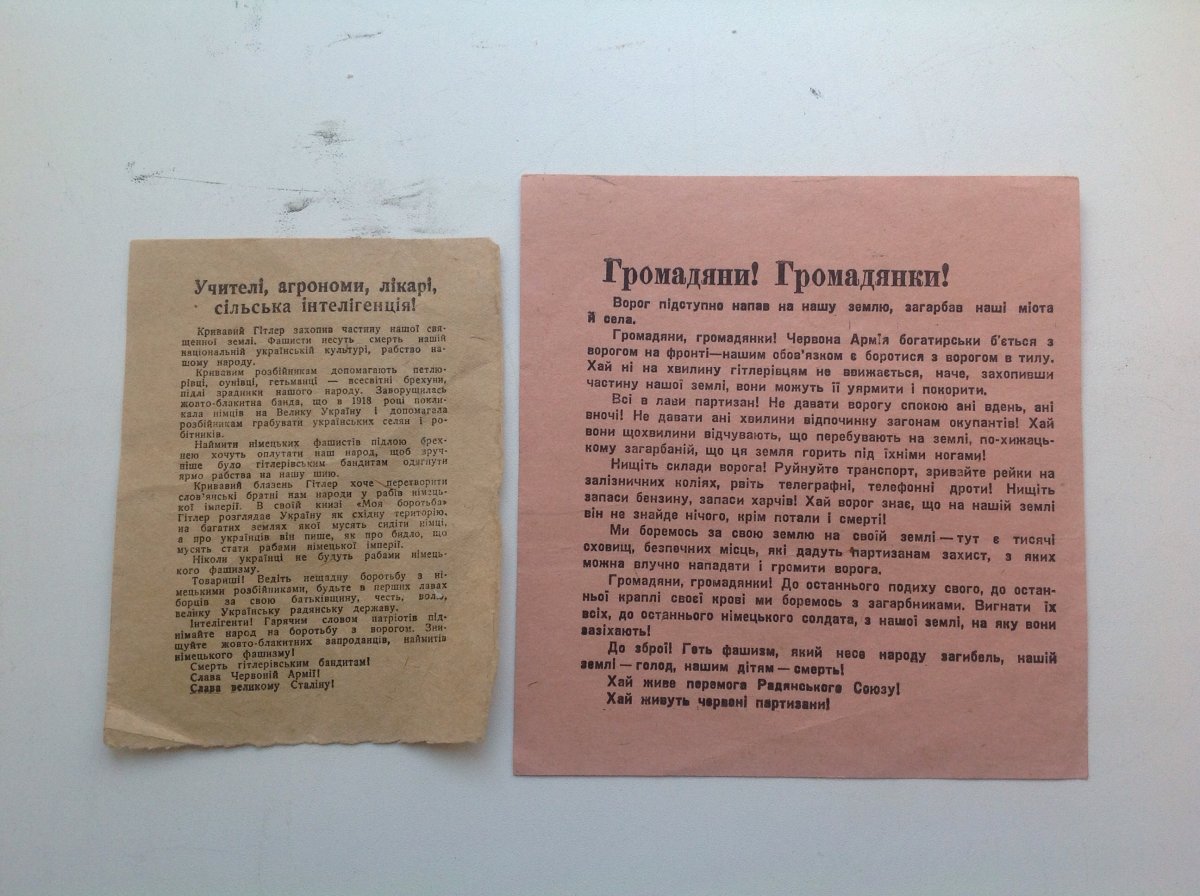 Учителі, агрономи, лікарі,
сільська інтелігенція!
Кривавий Гітлер захопив частину нашої свя-
щенної землі. Фашисти несуть смерть нашій
національній українській культурі, рабство на-
шому народу.
Кривавим розбійникам допомагають петлю-
рівці, оунівці, гетьманці — всесвітні брехуни,
підлі зрадники нашого народу. Заворушилась
жовто-блакитна банда, що в 1918 році покли-
кала німців на Велику Україну і допомагала
розбійникам грабувати українських селян і ро-
бітників.
Наймити німецьких фашистів підлою брех-
нею хочуть оплутати наш народ, щоб зруч-
ніше було гітлерівським бандитам одягнути
ярмо рабства на нашу шию.
Кривавий блазень Гітлер хоче перетворити
слов'янські братні нам народи у рабів німець-
кої імперії. В своїй книзі «Моя боротьба»
Гітлер розглядає Україну як східну територію,
на багатих землях якої мусять сидіти німці,
а про українців він пише, як про бидло, що
мусять стати рабами німецької імперії.
Ніколи українці не будуть рабами німець-
кого фашизму.
Товариші! Ведіть нещадну боротьбу з ні-
мецькими розбійниками, будьте в перших лавах
борців за свою батьківщину, честь, волю,
велику Українську радянську державу.
Інтелігенти! Гарячим словом патріотів під-
німайте народ на боротьбу з ворогом. Зни-
щуйте жовто-блакитних запроданців, наймитів
німецького фашизму!
Смерть гітлерівським бандитам!
Слава Червоній Армії!
Слава великому Сталіну!
Громадяни! Громадянки!
Ворог підступно напав на нашу землю, загарбав наші міста
й села.
Громадяни, громадянки! Червона Армія богатирськи б'ється з
ворогом на фронті—нашим обов'язком є боротися з ворогом в тилу.
Хай ні на хвилину гітлерівцям не ввижається, наче, захопивши
частину нашої землі, вони можуть її уярмити і покорити.
Всі в лави партизан! Не давати ворогу спокою ані вдень, ані
вночі! Не давати ані хвилини відпочинку загонам окупантів! Хай
вони щохвилини відчувають, що перебувають на землі, по-хижаць-
кому загарбаній, що ця земля горить під їхніми ногами!
Нищіть склади ворога! Руйнуйте транспорт, зривайте рейки на
залізничних коліях, рвіть телеграфні, телефонні дроти! Нищіть
запаси бензину, запаси харчів! Хай ворог знає, що на нашій землі
він не знайде нічого, крім потали і смерті!
Ми боремось за свою землю на своїй землі—тут є тисячі
сховищ, безпечних місць, які дадуть партизанам захист, з яких
можна влучно нападати і громити ворога.
Громадяни, громадянки! До останнього подиху свого, до остан-
ньої краплі своєї крові ми боремось з загарбниками. Вигнати їх
всіх, до останнього німецького солдата, з нашої землі, на яку вони
зазіхають!
До зброї! Геть фашизм, який несе народу загибель, нашій
землі—голод, нашим дітям—смерть!
Хай живе перемога Радянського Союзу!
Хай живуть червені партизани!